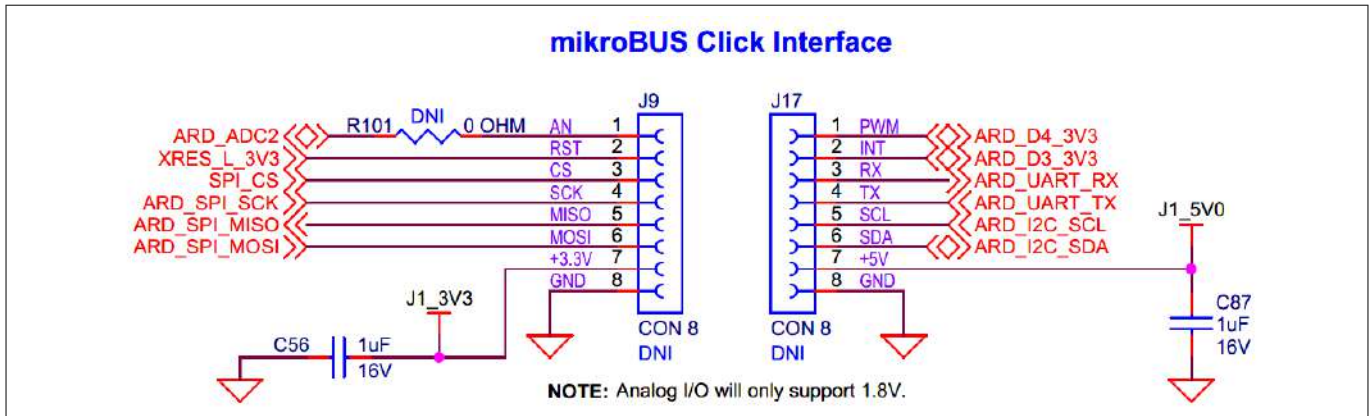 mikroBUS Click Interface
J9
J17
ARD_ADC2 R101 DNI 0 OHM AN 1
XRES_L_3V3 RST 2
SPI_CS CS 3
ARD_SPI_SCK SCK 4
ARD_SPI_MISO MISO 5
ARD_SPI_MOSI MOSI 6
+3.3V 7
GND 8
1 PWM ARD_D4_3V3
2 INT ARD_D3_3V3
3 RX ARD_UART_RX
4 TX ARD_UART_TX
5 SCL ARD_I2C_SCL
6 SDA ARD_I2C_SDA
7 +5V
8 GND
J1_5V0
J1_3V3
C56 1uF
16V
CON 8
DNI
CON 8
DNI
C87
1uF
16V
NOTE: Analog I/O will only support 1.8V.